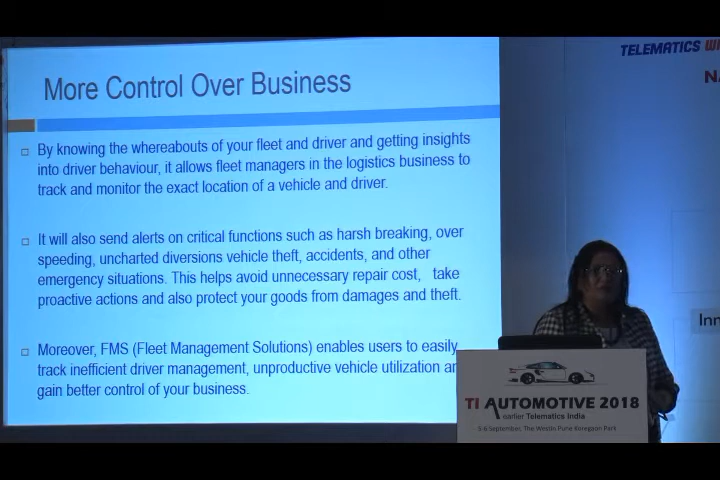 More Control Over Business
By knowing the whereabouts of your fleet and driver and getting insights
into driver behaviour, it allows fleet managers in the logistics business to
track and monitor the exact location of a vehicle and driver.
It will also send alerts on critical functions such as harsh breaking, over
speeding, uncharted diversions vehicle theft, accidents, and other
emergency situations. This helps avoid unnecessary repair cost, take
proactive actions and also protect your goods from damages and theft.
Moreover, FMS (Fleet Management Solutions) enables users to easily
track inefficient driver management, unproductive vehicle utilization
gain better control of your business.
TELEMATICS
TI AUTOMOTIVE 2018
earlier Telematics India
5-6 September, The Westin Pune Koregaon Park